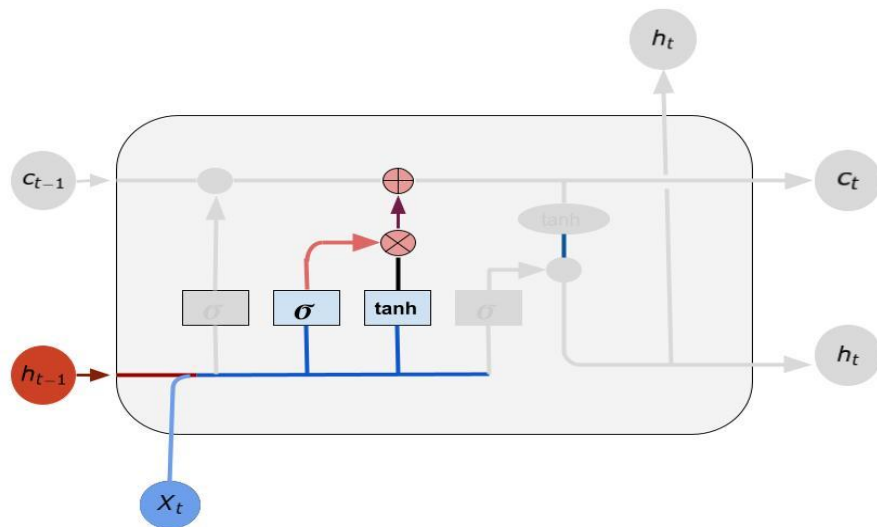 h_t
c_{t−1}
c_t
tanh
σ
σ
tanh
σ
h_{t−1}
h_t
X_t